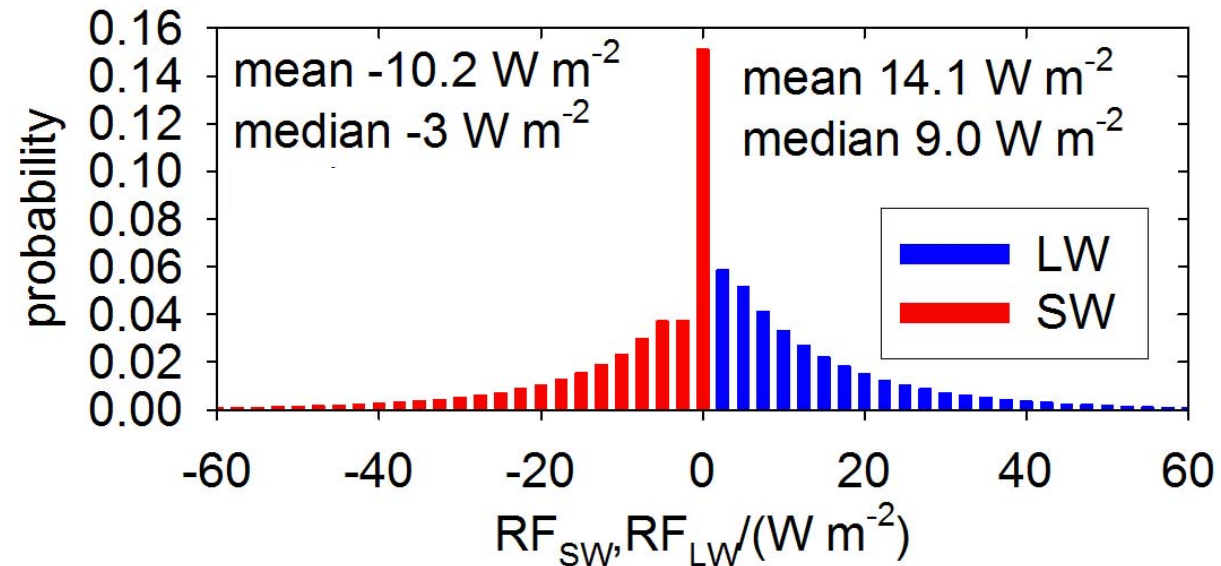 0.16
0.14
0.12
0.10
0.08
0.06
0.04
0.02
0.00
probability
mean -10.2 W m⁻²
median -3 W m⁻²
mean 14.1 W m⁻²
median 9.0 W m⁻²
LW
SW
-60 -40 -20 0 20 40 60
RF_SW,RF_LW/(W m⁻²)